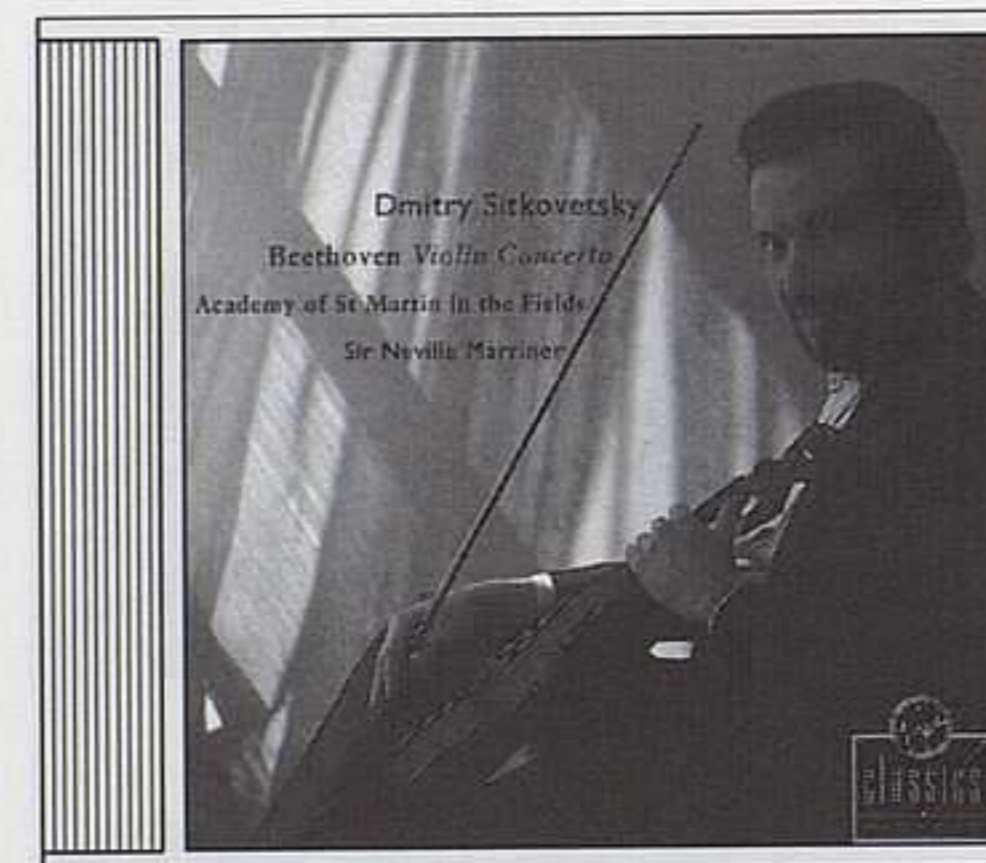 Dmitry Sitkovetsky
Beethoven Violin Concerto
Academy of St Martin in the Fields
Sir Neville Marriner
classics